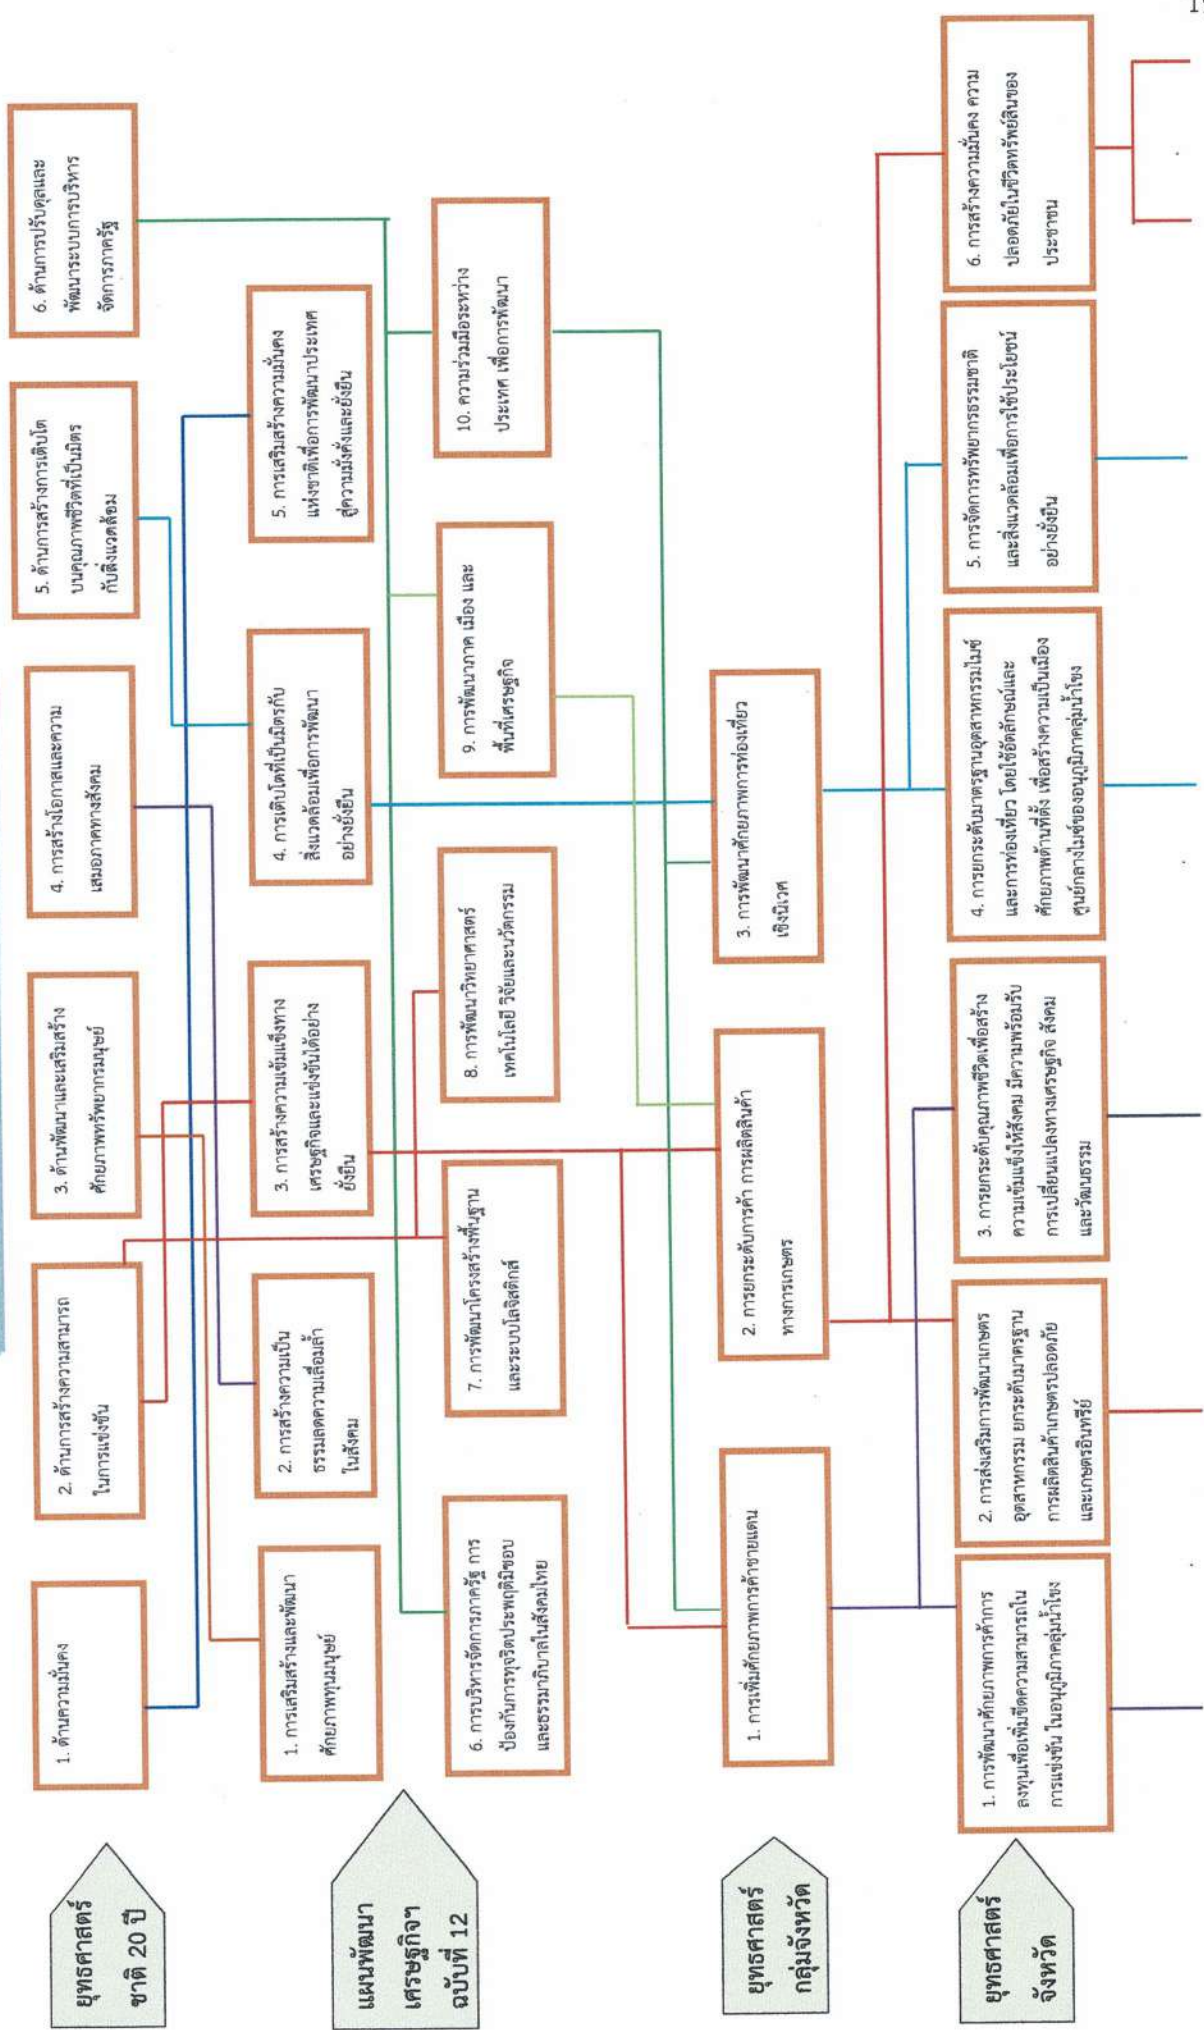 ยุทธศาสตร์
ชาติ 20 ปี
1. ด้านความมั่นคง
2. ด้านการสร้างความสามารถ
ในการแข่งขัน
3. ด้านพัฒนาและเสริมสร้าง
ศักยภาพทรัพยากรมนุษย์
4. การสร้างโอกาสและความ
เสมอภาคทางสังคม
5. ด้านการสร้างการเติบโต
บนคุณภาพชีวิตที่เป็นมิตร
กับสิ่งแวดล้อม
6. ด้านการปรับดุลและ
พัฒนาระบบการบริหาร
จัดการภาครัฐ
แผนพัฒนา
เศรษฐกิจฯ
ฉบับที่ 12
1. การเสริมสร้างและพัฒนา
ศักยภาพทุนมนุษย์
2. การสร้างความเป็น
ธรรมลดความเลื่อมล้ำ
ในสังคม
3. การสร้างความเข้มแข็งทาง
เศรษฐกิจและแข่งขันได้อย่าง
ยั่งยืน
4. การเติบโตที่เป็นมิตรกับ
สิ่งแวดล้อมเพื่อการพัฒนา
อย่างยั่งยืน
5. การเสริมสร้างความมั่นคง
แห่งชาติเพื่อการพัฒนาประเทศ
สู่ความมั่งคั่งและยั่งยืน
6. การบริหารจัดการภาครัฐ การ
ป้องกันการทุจริตประพฤติมิชอบ
และธรรมาภิบาลในสังคมไทย
7. การพัฒนาโครงสร้างพื้นฐาน
และระบบโลจิสติกส์
8. การพัฒนาวิทยาศาสตร์
เทคโนโลยี วิจัยและนวัตกรรม
9. การพัฒนาภาค เมือง และ
พื้นที่เศรษฐกิจ
10. ความร่วมมือระหว่าง
ประเทศ เพื่อการพัฒนา
ยุทธศาสตร์
กลุ่มจังหวัด
1. การเพิ่มศักยภาพการค้าชายแดน
2. การยกระดับการค้า การผลิตสินค้า
ทางการเกษตร
3. การพัฒนาศักยภาพการท่องเที่ยว
เชิงนิเวศ
ยุทธศาสตร์
จังหวัด
1. การพัฒนาศักยภาพการค้าการ
ลงทุนเพื่อเพิ่มขีดความสามารถใน
การแข่งขัน ในอนุภูมิภาคลุ่มน้ำโขง
2. การส่งเสริมการพัฒนาเกษตร
อุตสาหกรรม ยกระดับมาตรฐาน
การผลิตสินค้าเกษตรปลอดภัย
และเกษตรอินทรีย์
3. การยกระดับคุณภาพชีวิตเพื่อสร้าง
ความเข้มแข็งให้สังคม มีความพร้อมรับ
การเปลี่ยนแปลงทางเศรษฐกิจ สังคม
และวัฒนธรรม
4. การยกระดับมาตรฐานอุตสาหกรรมไมซ์
และการท่องเที่ยว โดยใช้อัตลักษณ์และ
ศักยภาพด้านที่ตั้ง เพื่อสร้างความเป็นเมือง
ศูนย์กลางไมซ์ของอนุภูมิภาคลุ่มน้ำโขง
5. การจัดการทรัพยากรธรรมชาติ
และสิ่งแวดล้อมเพื่อการใช้ประโยชน์
อย่างยั่งยืน
6. การสร้างความมั่นคง ความ
ปลอดภัยในชีวิตทรัพย์สินของ
ประชาชน